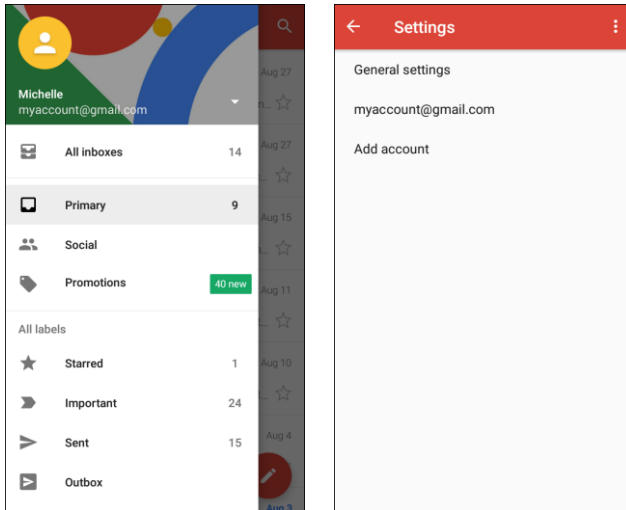 Michelle
myaccount@gmail.com
All inboxes 14
Primary 9
Social
Promotions 40 new
All labels
Starred 1
Important 24
Sent 15
Outbox
Aug 27
n...
Aug 27
Aug 15
Aug 11
Aug 10
Aug 4
Aug 3
Settings
General settings
myaccount@gmail.com
Add account